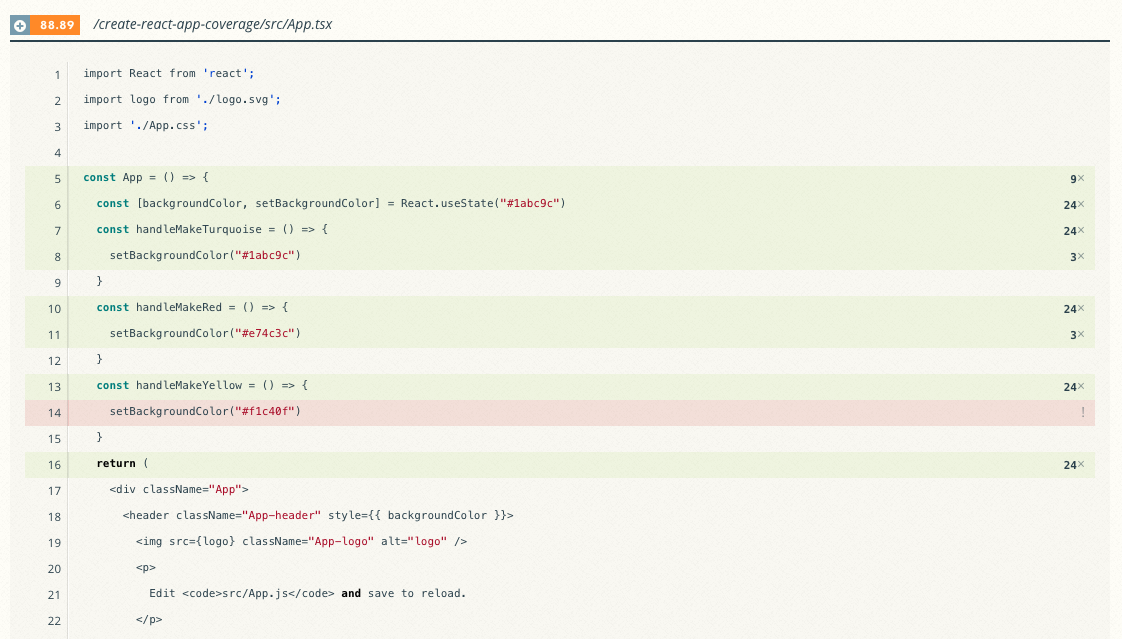 88.89 /create-react-app-coverage/src/App.tsx
1 import React from 'react';
2 import logo from './logo.svg';
3 import './App.css';
4
5 const App = () => { 9×
6 const [backgroundColor, setBackgroundColor] = React.useState("#1abc9c") 24×
7 const handleMakeTurquoise = () => { 24×
8 setBackgroundColor("#1abc9c") 3×
9 }
10 const handleMakeRed = () => { 24×
11 setBackgroundColor("#e74c3c") 3×
12 }
13 const handleMakeYellow = () => { 24×
14 setBackgroundColor("#f1c40f") !
15 }
16 return ( 24×
17 <div className="App">
18 <header className="App-header" style={{ backgroundColor }}>
19 <img src={logo} className="App-logo" alt="logo" />
20 <p>
21 Edit <code>src/App.js</code> and save to reload.
22 </p>